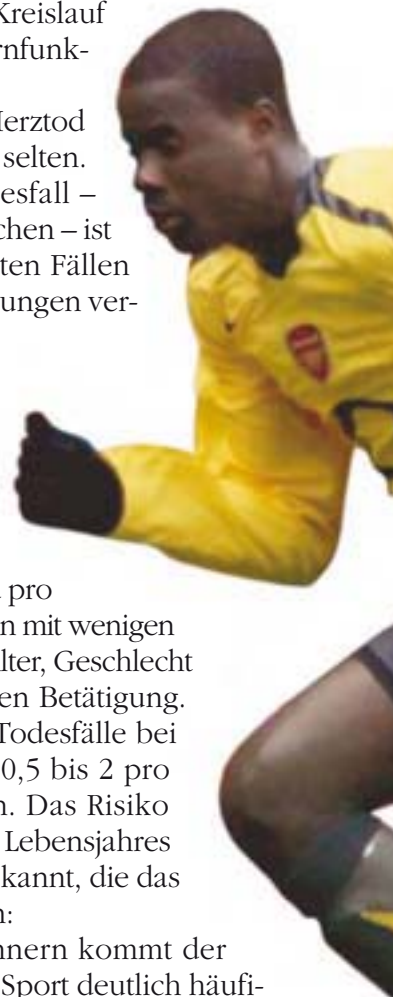 Kreislauf
rnfunk-
Herztod
selten.
esfall –
chen – ist
ten Fällen
ungen ver-
pro
n mit wenigen
lter, Geschlecht
en Betätigung.
Todesfälle bei
0,5 bis 2 pro
n. Das Risiko
Lebensjahres
kannt, die das
n:
nnern kommt der
Sport deutlich häufi-